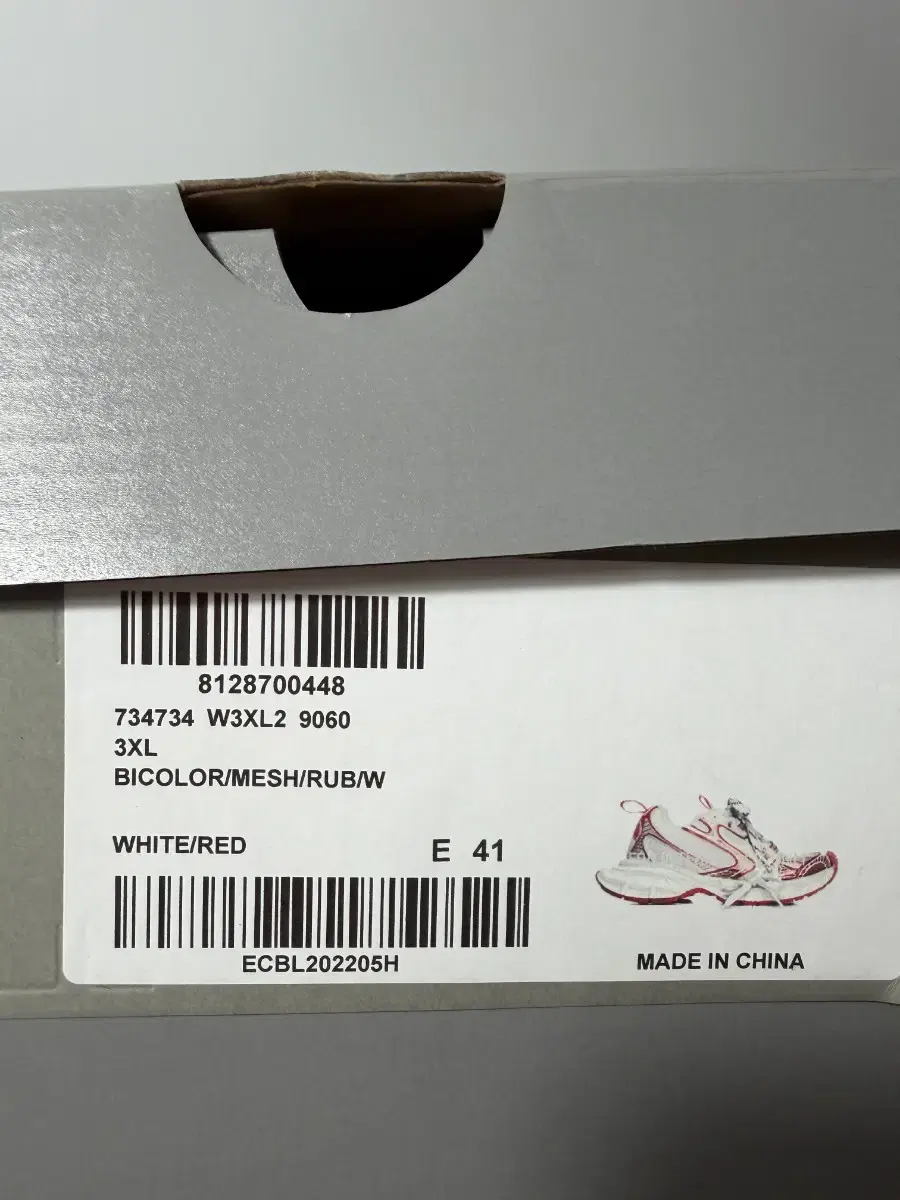 8128700448
734734 W3XL2 9060
3XL
BICOLOR/MESH/RUB/W
WHITE/RED E 41
ECBL202205H
MADE IN CHINA